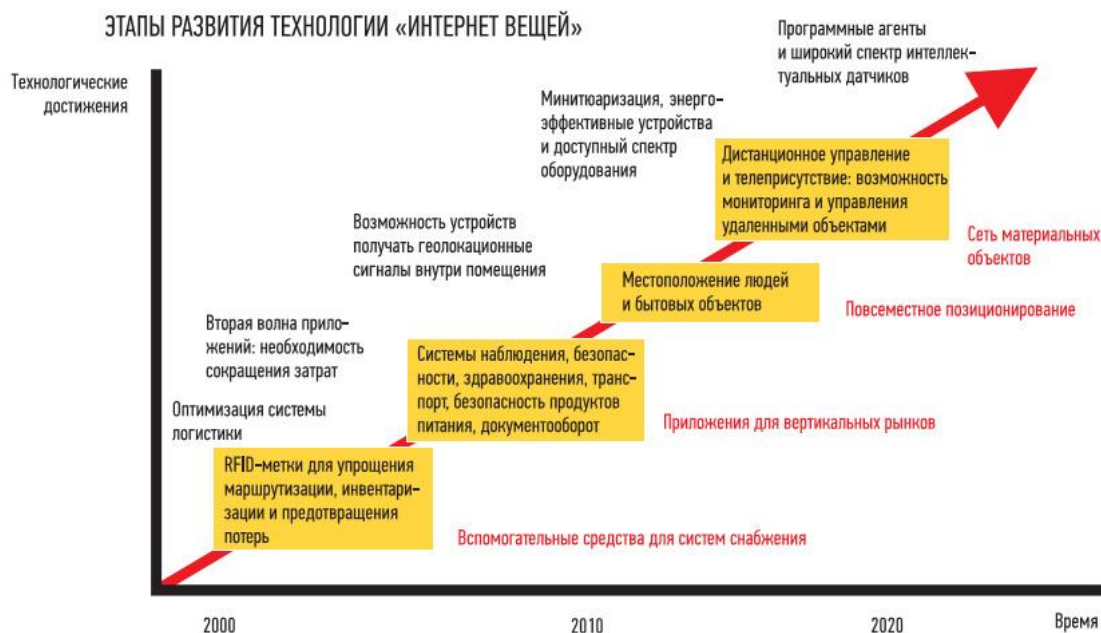 ЭТАПЫ РАЗВИТИЯ ТЕХНОЛОГИИ «ИНТЕРНЕТ ВЕЩЕЙ»
Технологические
достижения
Программные агенты
и широкий спектр интеллек-
туальных датчиков
Минитюаризация, энерго-
эффективные устройства
и доступный спектр
оборудования
Дистанционное управление
и телеприсутствие: возможность
мониторинга и управления
удаленными объектами
Сеть материальных
объектов
Возможность устройств
получать геолокационные
сигналы внутри помещения
Местоположение людей
и бытовых объектов
Повсеместное позиционирование
Вторая волна прило-
жений: необходимость
сокращения затрат
Системы наблюдения, безопас-
ности, здравоохранения, транс-
порт, безопасность продуктов
питания, документооборот
Приложения для вертикальных рынков
Оптимизация системы
логистики
RFID-метки для упрощения
маршрутизации, инвентари-
зации и предотвращения
потерь
Вспомогательные средства для систем снабжения
2000
2010
2020
Время